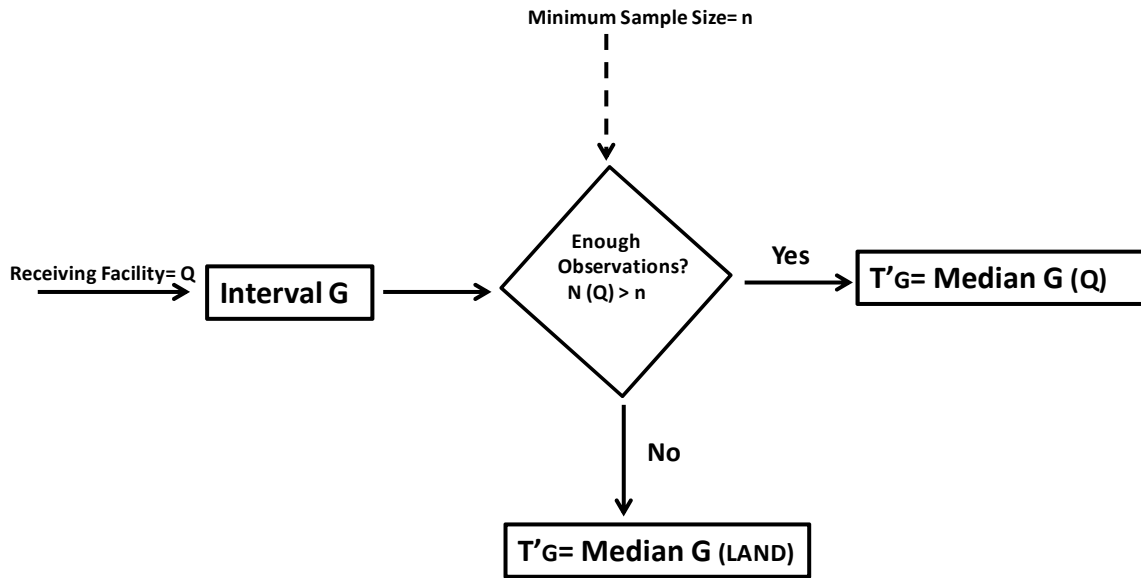 Minimum Sample Size= n
Enough
Observations?
N (Q) > n
Yes
Receiving Facility= Q
Interval G
T'G= Median G (Q)
No
T'G= Median G (LAND)